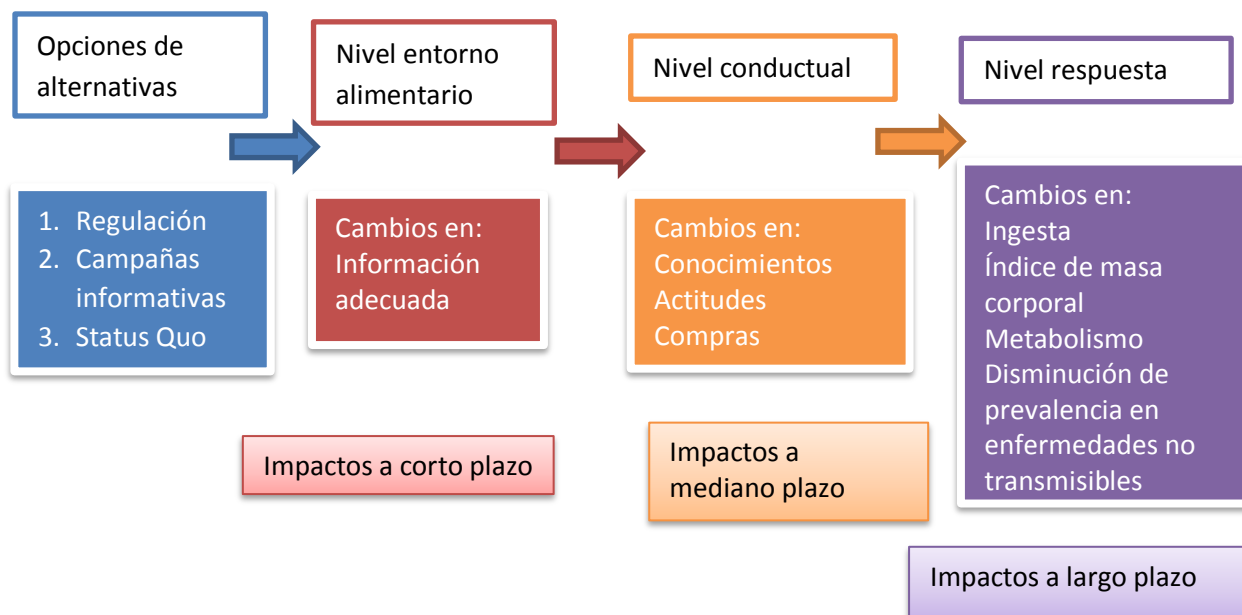 Opciones de
alternativas
Nivel entorno
alimentario
Nivel conductual
Nivel respuesta
1. Regulación
2. Campañas
informativas
3. Status Quo
Cambios en:
Información
adecuada
Cambios en:
Conocimientos
Actitudes
Compras
Cambios en:
Ingesta
Índice de masa
corporal
Metabolismo
Disminución de
prevalencia en
enfermedades no
transmisibles
Impactos a corto plazo
Impactos a
mediano plazo
Impactos a largo plazo